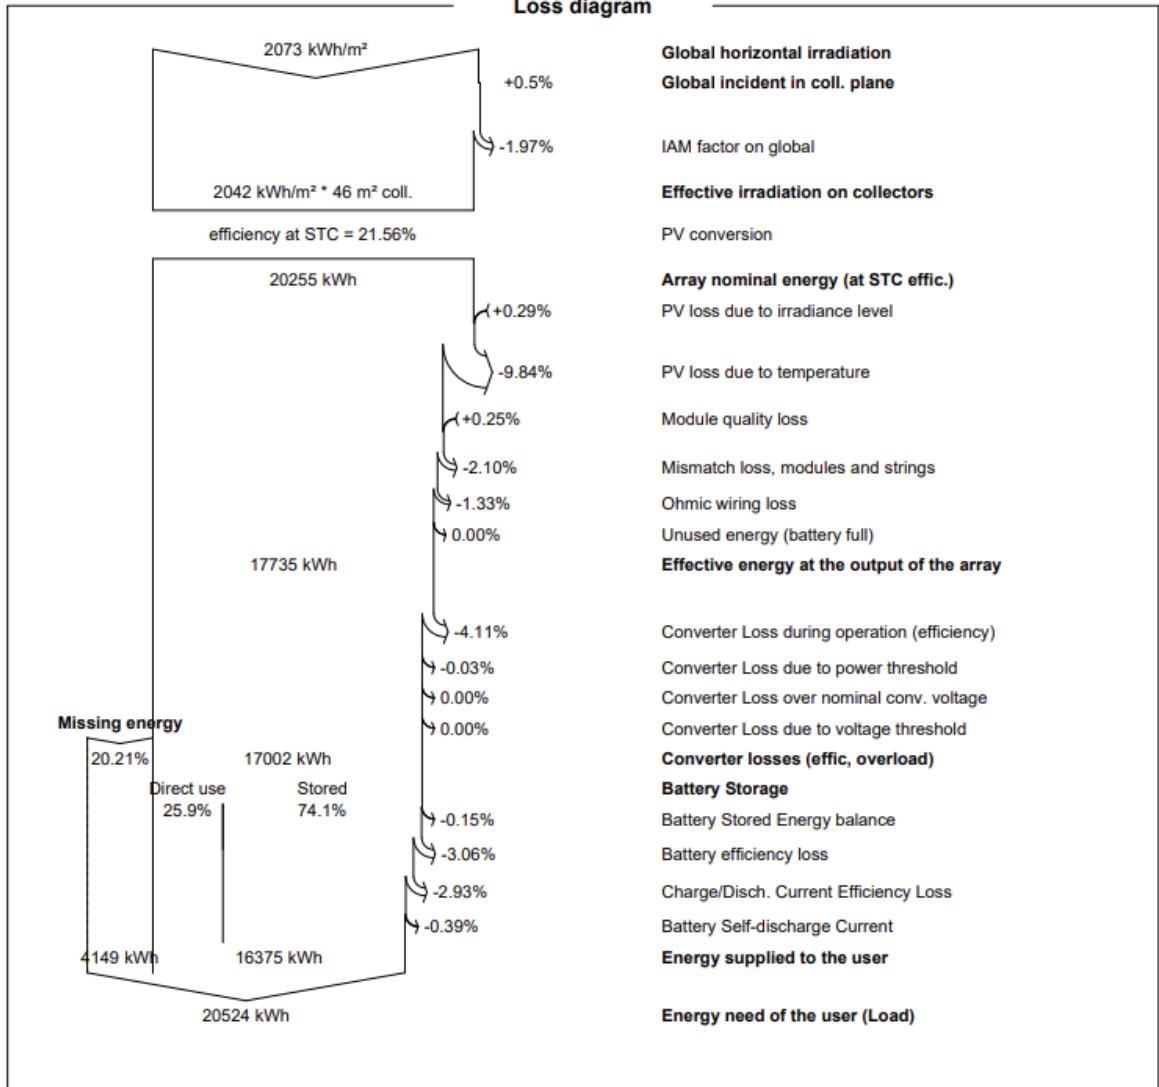 Loss diagram
2073 kWh/m² Global horizontal irradiation
+0.5% Global incident in coll. plane
-1.97% IAM factor on global
2042 kWh/m² * 46 m² coll. Effective irradiation on collectors
efficiency at STC = 21.56% PV conversion
20255 kWh Array nominal energy (at STC effic.)
+0.29% PV loss due to irradiance level
-9.84% PV loss due to temperature
+0.25% Module quality loss
-2.10% Mismatch loss, modules and strings
-1.33% Ohmic wiring loss
0.00% Unused energy (battery full)
17735 kWh Effective energy at the output of the array
-4.11% Converter Loss during operation (efficiency)
-0.03% Converter Loss due to power threshold
0.00% Converter Loss over nominal conv. voltage
Missing energy
0.00% Converter Loss due to voltage threshold
20.21% 17002 kWh Converter losses (effic, overload)
Direct use Stored Battery Storage
25.9% 74.1%
-0.15% Battery Stored Energy balance
-3.06% Battery efficiency loss
-2.93% Charge/Disch. Current Efficiency Loss
-0.39% Battery Self-discharge Current
4149 kWh 16375 kWh Energy supplied to the user
20524 kWh Energy need of the user (Load)